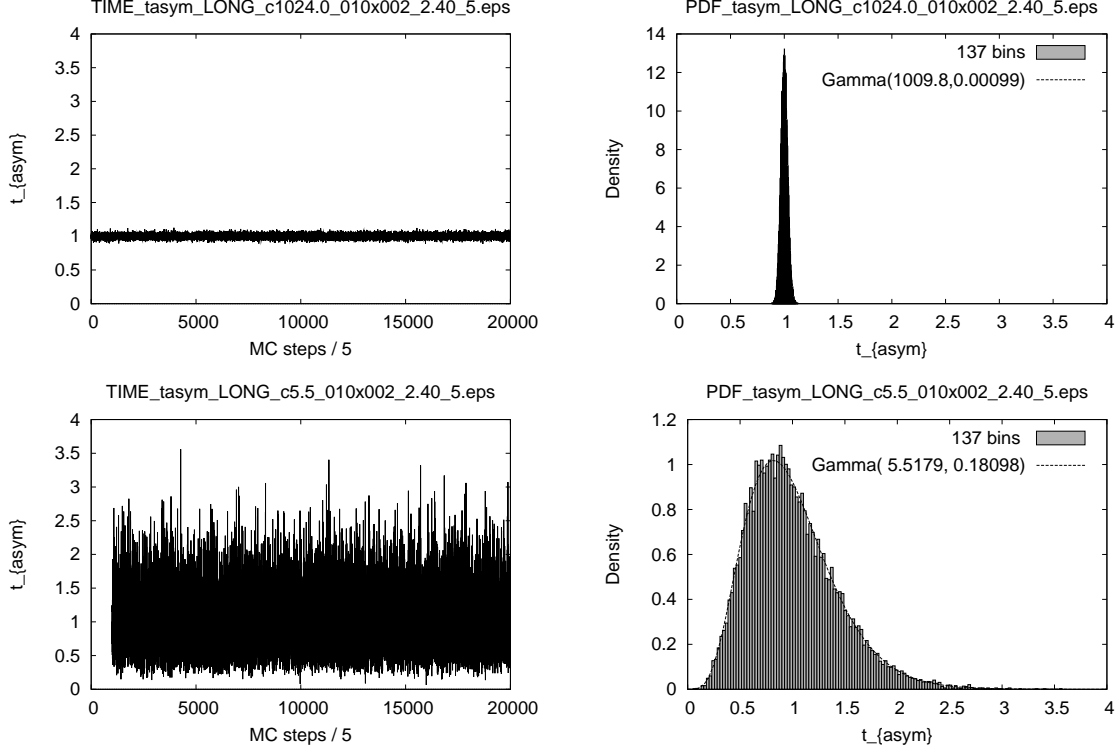 TIME_tasym_LONG_c1024.0_010x002_2.40_5.eps
4
3.5
3
2.5
2
1.5
1
0.5
0
t_{asym}
0 5000 10000 15000 20000
MC steps / 5
PDF_tasym_LONG_c1024.0_010x002_2.40_5.eps
14
12
10
8
6
4
2
0
Density
137 bins
Gamma(1009.8,0.00099)
0 0.5 1 1.5 2 2.5 3 3.5 4
t_{asym}
TIME_tasym_LONG_c5.5_010x002_2.40_5.eps
4
3.5
3
2.5
2
1.5
1
0.5
0
t_{asym}
0 5000 10000 15000 20000
MC steps / 5
PDF_tasym_LONG_c5.5_010x002_2.40_5.eps
1.2
1
0.8
0.6
0.4
0.2
0
Density
137 bins
Gamma( 5.5179, 0.18098)
0 0.5 1 1.5 2 2.5 3 3.5 4
t_{asym}